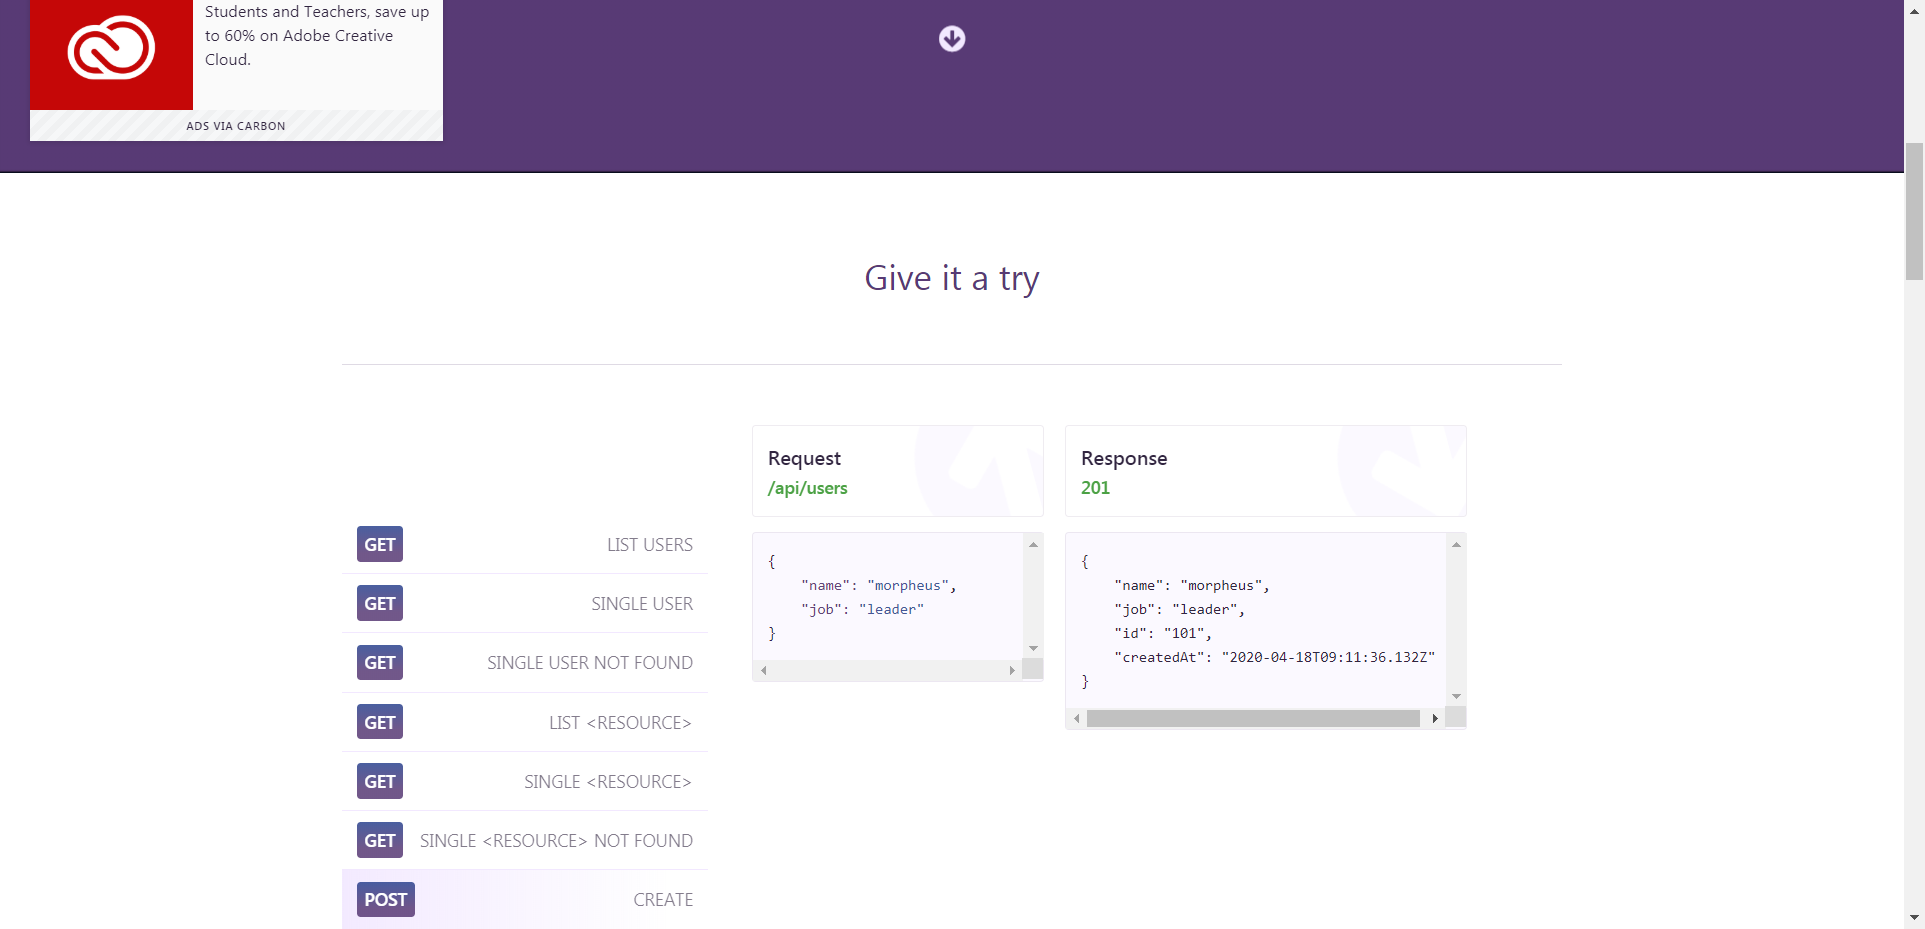 Students and Teachers, save up
to 60% on Adobe Creative
Cloud.
ADS VIA CARBON
Give it a try
Request
/api/users
{
    "name": "morpheus",
    "job": "leader"
}
Response
201
{
    "name": "morpheus",
    "job": "leader",
    "id": "101",
    "createdAt": "2020-04-18T09:11:36.132Z"
}
GET LIST USERS
GET SINGLE USER
GET SINGLE USER NOT FOUND
GET LIST <RESOURCE>
GET SINGLE <RESOURCE>
GET SINGLE <RESOURCE> NOT FOUND
POST CREATE